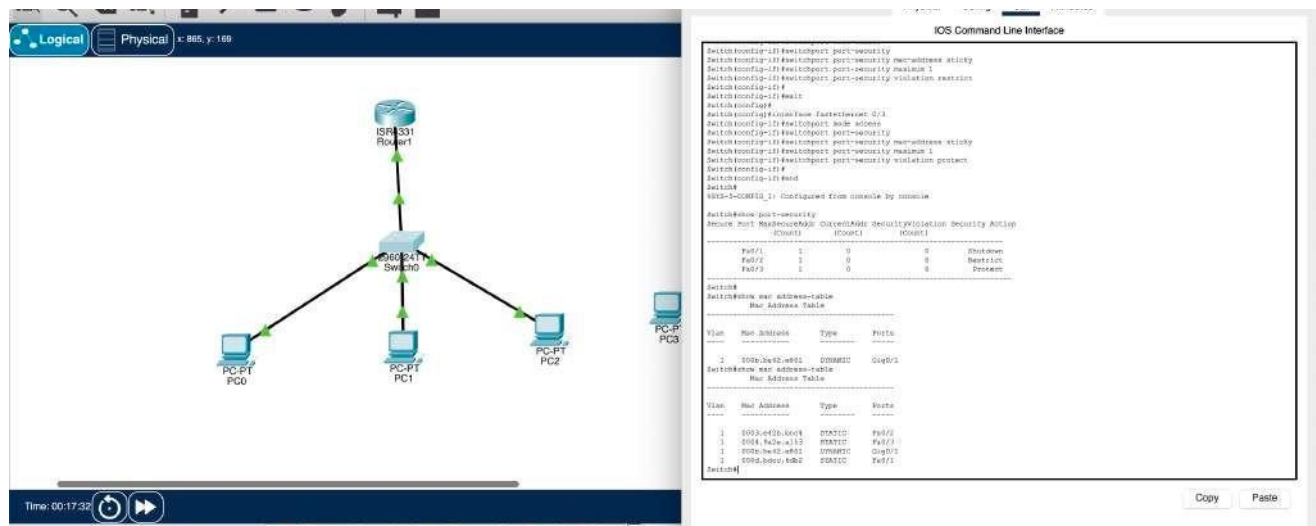 Logical
Physical
x: 865, y: 169
ISR4331
Router1
2960-24TT
Switch0
PC-PT
PC0
PC-PT
PC1
PC-PT
PC2
PC3
Time: 00:17:32
IOS Command Line Interface
Switch(config-if)#switchport port-security
Switch(config-if)#switchport port-security mac-address sticky
Switch(config-if)#switchport port-security maximum 1
Switch(config-if)#switchport port-security violation restrict
Switch(config-if)#
Switch(config-if)#exit
Switch(config)#
Switch(config)#interface fastethernet 0/3
Switch(config-if)#switchport mode access
Switch(config-if)#switchport port-security
Switch(config-if)#switchport port-security mac-address sticky
Switch(config-if)#switchport port-security maximum 1
Switch(config-if)#switchport port-security violation protect
Switch(config-if)#
Switch(config-if)#end
Switch#
%SYS-5-CONFIG_I: Configured from console by console
Switch#show port-security
Secure Port MaxSecureAddr CurrentAddr SecurityViolation Security Action
(Count) (Count) (Count)
Fa0/1 1 0 0 Shutdown
Fa0/2 1 0 0 Restrict
Fa0/3 1 0 0 Protect
Switch#
Switch#show mac address-table
Mac Address Table
Vlan Mac Address Type Ports
1 DYNAMIC Gig0/1
Switch#show mac address-table
Mac Address Table
Vlan Mac Address Type Ports
1 STATIC Fa0/2
1 STATIC Fa0/3
1 DYNAMIC Gig0/1
1 STATIC Fa0/1
Switch#
Copy Paste